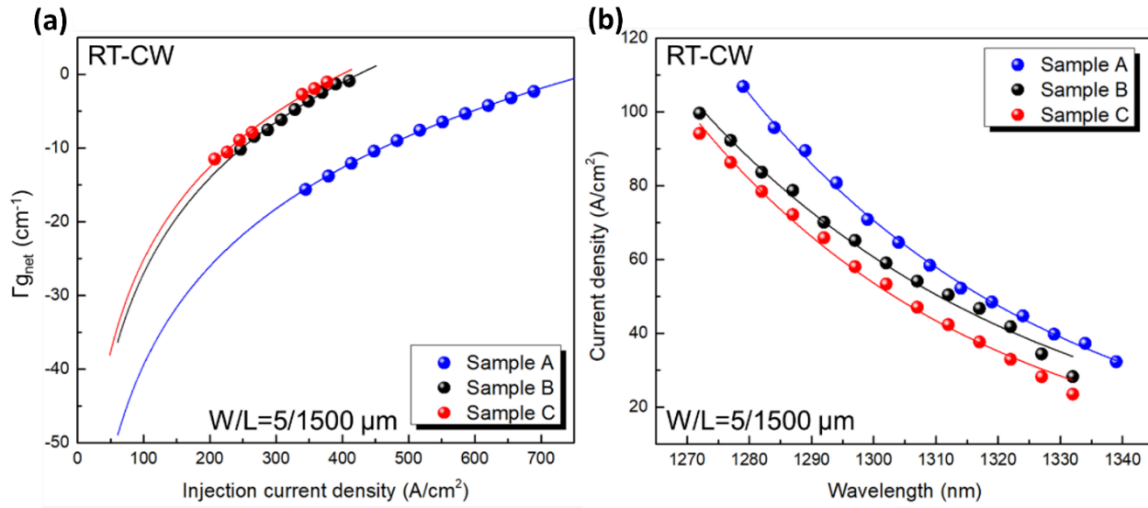 (a)
RT-CW
Γg_net (cm⁻¹)
0
-10
-20
-30
-40
-50
0 100 200 300 400 500 600 700
Injection current density (A/cm²)
Sample A
Sample B
Sample C
W/L=5/1500 μm
(b)
RT-CW
Current density (A/cm²)
120
100
80
60
40
20
1270 1280 1290 1300 1310 1320 1330 1340
Wavelength (nm)
Sample A
Sample B
Sample C
W/L=5/1500 μm